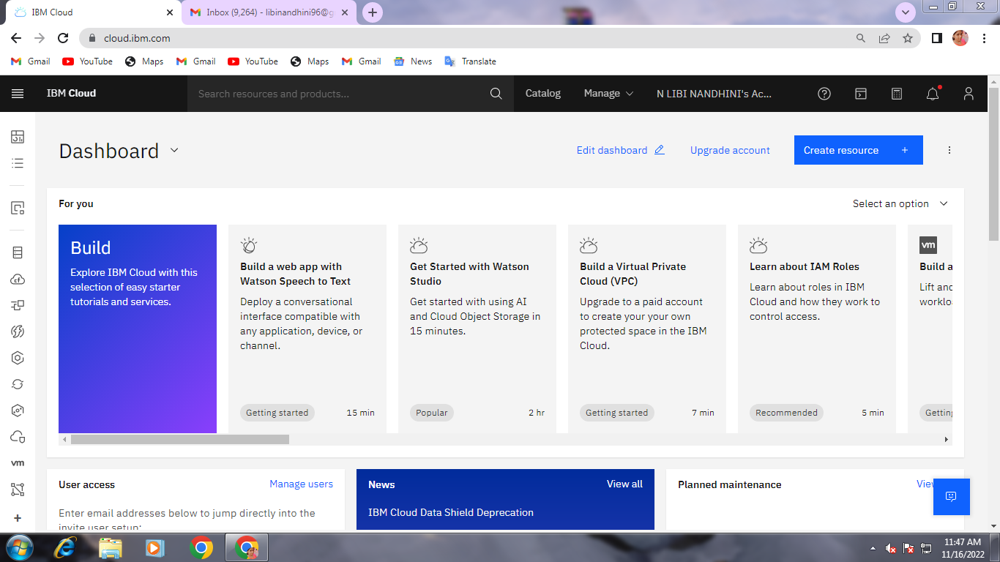 IBM Cloud
Inbox (9,264) - libinandhini96@g
cloud.ibm.com
Gmail YouTube Maps Gmail YouTube Maps Gmail News Translate
IBM Cloud
Search resources and products...
Catalog
Manage
N LIBI NANDHINI's Ac...
Dashboard
Edit dashboard
Upgrade account
Create resource +
For you
Select an option
Build
Explore IBM Cloud with this
selection of easy starter
tutorials and services.
Build a web app with
Watson Speech to Text
Deploy a conversational
interface compatible with
any application, device, or
channel.
Getting started 15 min
Get Started with Watson
Studio
Get started with using AI
and Cloud Object Storage in
15 minutes.
Popular 2 hr
Build a Virtual Private
Cloud (VPC)
Upgrade to a paid account
to create your your own
protected space in the IBM
Cloud.
Getting started 7 min
Learn about IAM Roles
Learn about roles in IBM
Cloud and how they work to
control access.
Recommended 5 min
vm
Build a
Lift and
worklo
Getting
vm
User access
Manage users
Enter email addresses below to jump directly into the
invite user setup:
News
View all
IBM Cloud Data Shield Deprecation
Planned maintenance
View
11:47 AM
11/16/2022